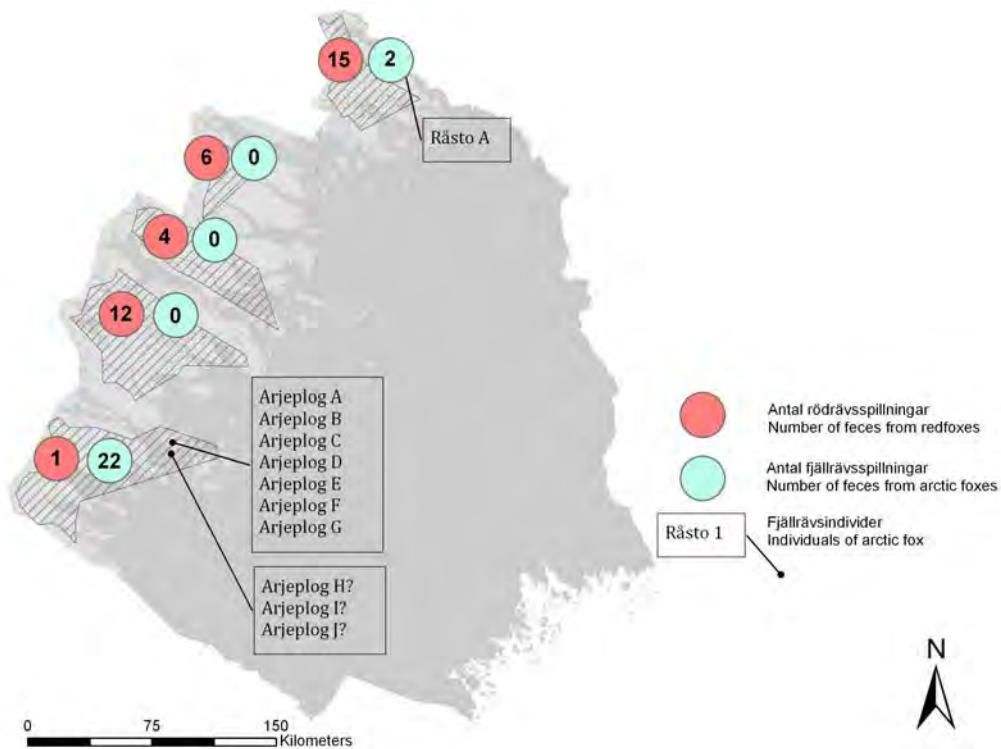 15
2
Råsto A
6
0
4
0
12
0
Arjeplog A
Arjeplog B
Arjeplog C
Arjeplog D
Arjeplog E
Arjeplog F
Arjeplog G
1
22
Arjeplog H?
Arjeplog I?
Arjeplog J?
Antal rödrävsspillningar
Number of feces from redfoxes
Antal fjällrävsspillningar
Number of feces from arctic foxes
Råsto 1
Fjällrävsindivider
Individuals of arctic fox
N
0
75
150
Kilometers